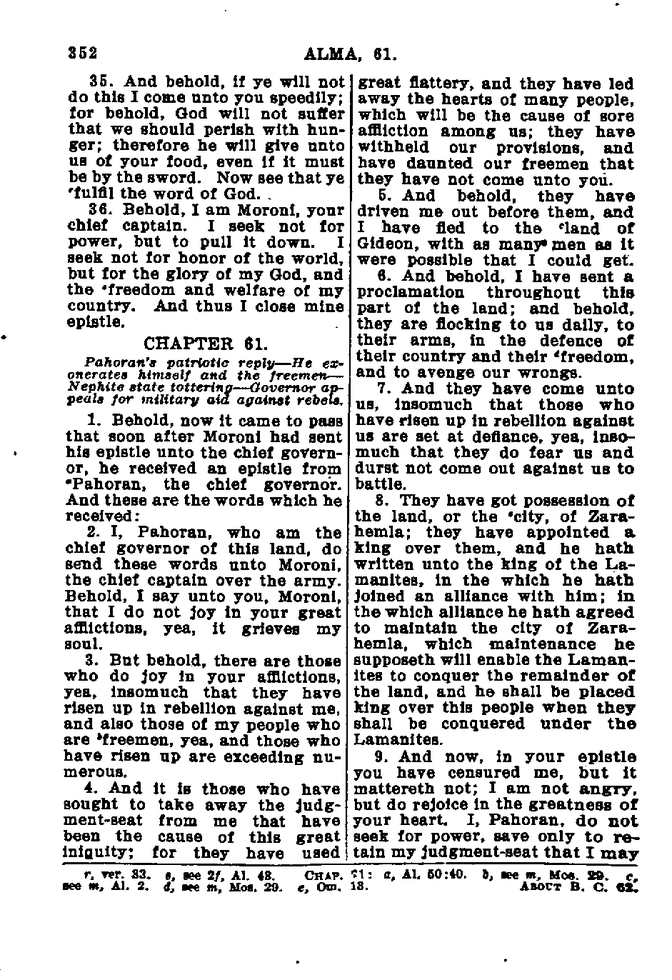 352
ALMA, 61.
35. And behold, if ye will not
do this I come unto you speedily;
for behold, God will not suffer
that we should perish with hun-
ger; therefore he will give unto
us of your food, even if it must
be by the sword. Now see that ye
ʳfulfil the word of God.
36. Behold, I am Moroni, your
chief captain. I seek not for
power, but to pull it down. I
seek not for honor of the world,
but for the glory of my God, and
the ˢfreedom and welfare of my
country. And thus I close mine
epistle.
CHAPTER 61.
Pahoran's patriotic reply—He ex-
onerates himself and the freemen—
Nephite state tottering—Governor ap-
peals for military aid against rebels.
1. Behold, now it came to pass
that soon after Moroni had sent
his epistle unto the chief govern-
or, he received an epistle from
ᵃPahoran, the chief governor.
And these are the words which he
received:
2. I, Pahoran, who am the
chief governor of this land, do
send these words unto Moroni,
the chief captain over the army.
Behold, I say unto you, Moroni,
that I do not joy in your great
afflictions, yea, it grieves my
soul.
3. But behold, there are those
who do joy in your afflictions,
yea, insomuch that they have
risen up in rebellion against me,
and also those of my people who
are ᵇfreemen, yea, and those who
have risen up are exceeding nu-
merous.
4. And it is those who have
sought to take away the judg-
ment-seat from me that have
been the cause of this great
iniquity; for they have used
great flattery, and they have led
away the hearts of many people,
which will be the cause of sore
affliction among us; they have
withheld our provisions, and
have daunted our freemen that
they have not come unto you.
5. And behold, they have
driven me out before them, and
I have fled to the ᶜland of
Gideon, with as many men as it
were possible that I could get.
6. And behold, I have sent a
proclamation throughout this
part of the land; and behold,
they are flocking to us daily, to
their arms, in the defence of
their country and their ᵈfreedom,
and to avenge our wrongs.
7. And they have come unto
us, insomuch that those who
have risen up in rebellion against
us are set at defiance, yea, inso-
much that they do fear us and
durst not come out against us to
battle.
8. They have got possession of
the land, or the ᵉcity, of Zara-
hemla; they have appointed a
king over them, and he hath
written unto the king of the La-
manites, in the which he hath
joined an alliance with him; in
the which alliance he hath agreed
to maintain the city of Zara-
hemla, which maintenance he
supposeth will enable the Laman-
ites to conquer the remainder of
the land, and he shall be placed
king over this people when they
shall be conquered under the
Lamanites.
9. And now, in your epistle
you have censured me, but it
mattereth not; I am not angry,
but do rejoice in the greatness of
your heart. I, Pahoran, do not
seek for power, save only to re-
tain my judgment-seat that I may
r, ver. 33. s, see 2f, Al. 48. CHAP. 61: a, Al. 50:40. b, see m, Mos. 29. c,
see m, Al. 2. d, see m, Mos. 29. e, Om. 13. ABOUT B. C. 62.